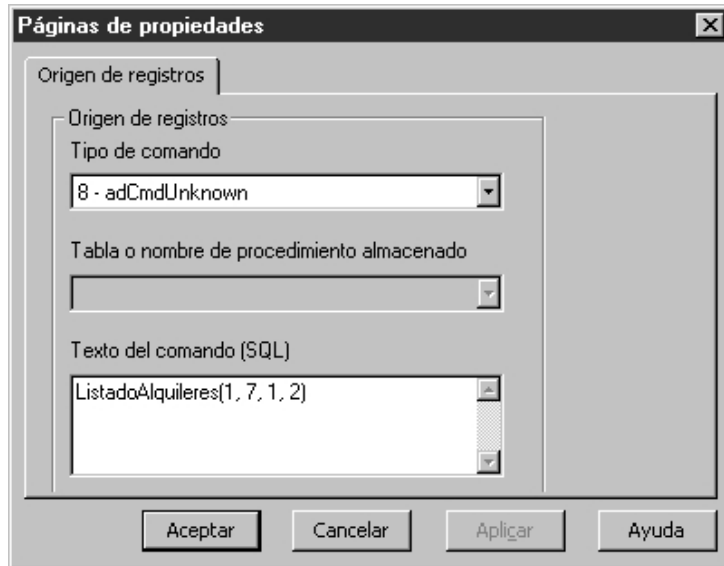 Páginas de propiedades
Origen de registros
Origen de registros
Tipo de comando
8 - adCmdUnknown
Tabla o nombre de procedimiento almacenado
Texto del comando (SQL)
ListadoAlquileres(1, 7, 1, 2)
Aceptar Cancelar Aplicar Ayuda